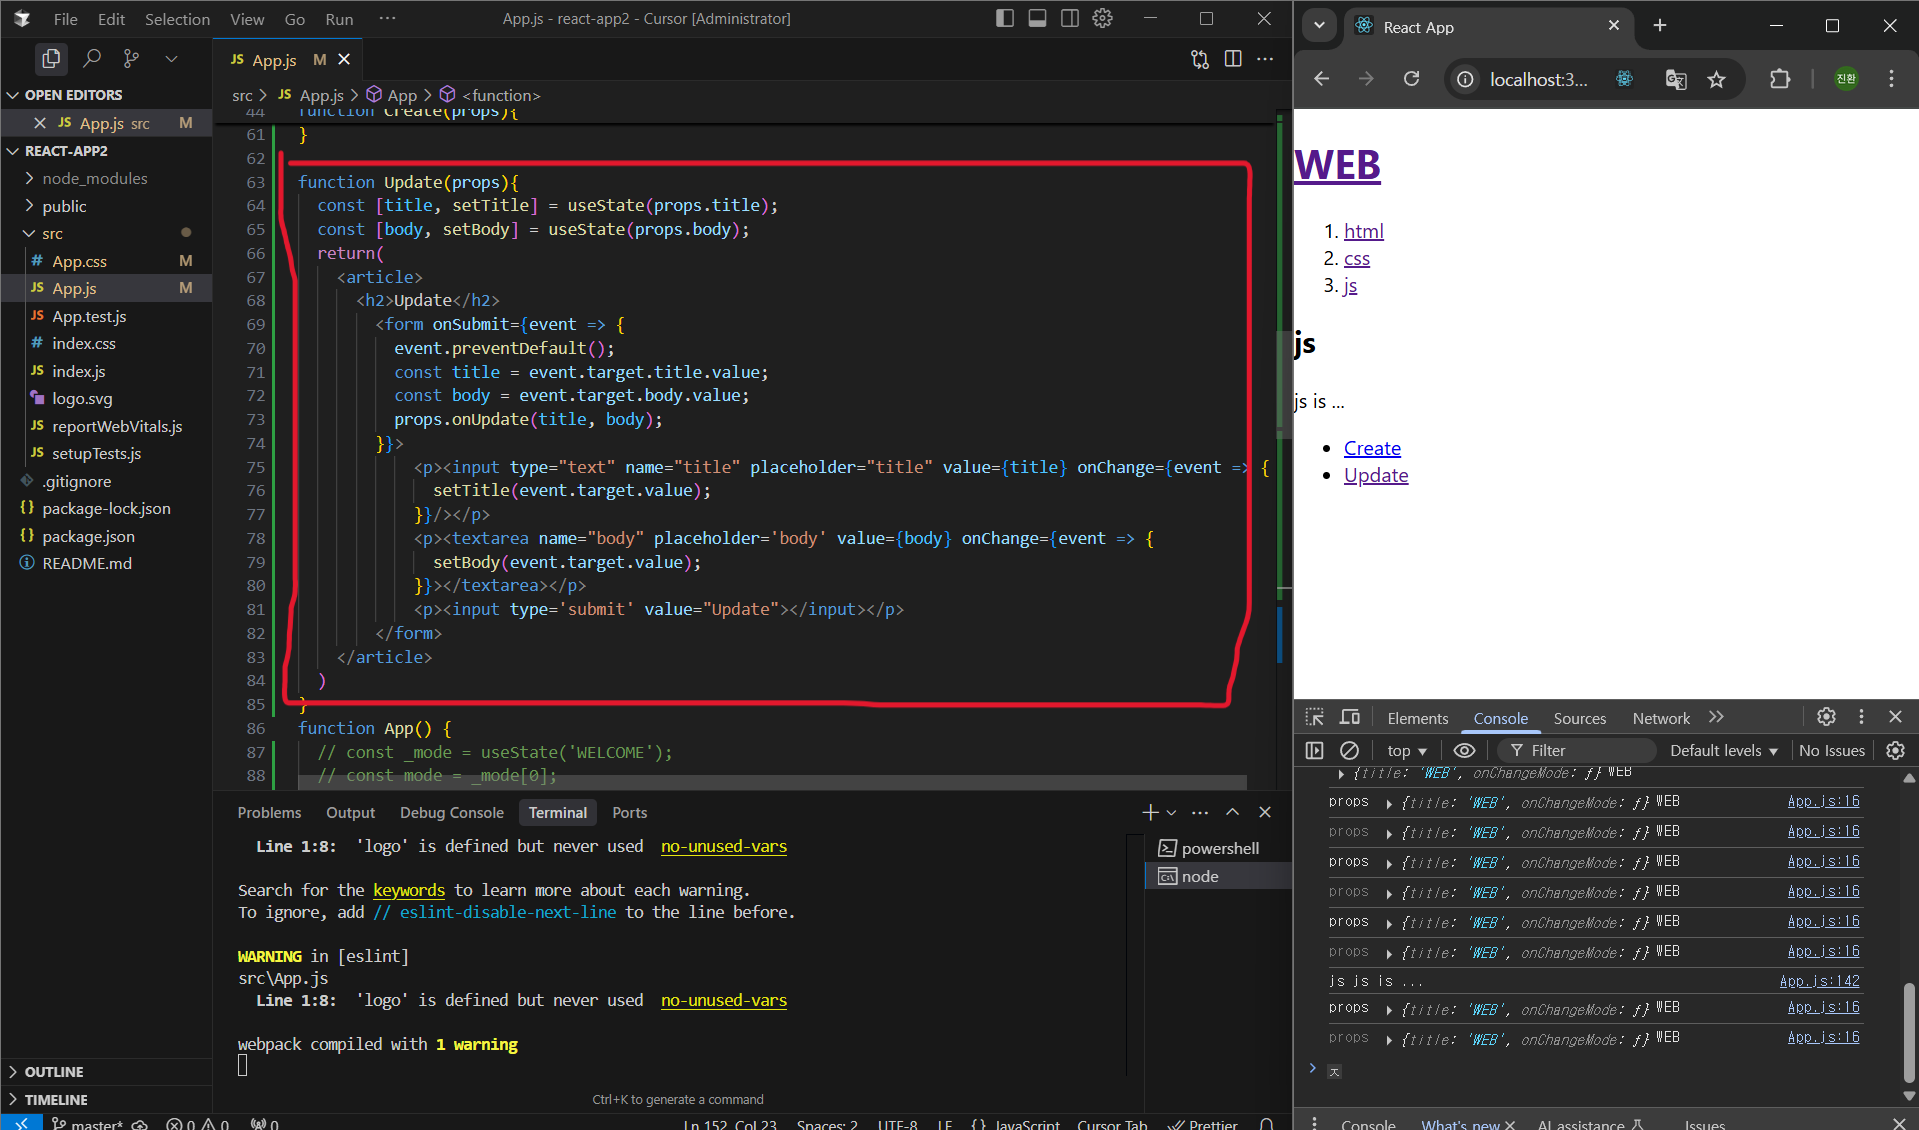 File Edit Selection View Go Run ···
App.js - react-app2 - Cursor [Administrator]
OPEN EDITORS
JS App.js src M
REACT-APP2
node_modules
public
src
# App.css M
JS App.js M
JS App.test.js
# index.css
JS index.js
logo.svg
JS reportWebVitals.js
JS setupTests.js
.gitignore
{} package-lock.json
{} package.json
README.md
OUTLINE
TIMELINE
JS App.js M
src > JS App.js > App > <function>
44 function Create(props){
61 }
62
63 function Update(props){
64 const [title, setTitle] = useState(props.title);
65 const [body, setBody] = useState(props.body);
66 return(
67 <article>
68 <h2>Update</h2>
69 <form onSubmit={event => {
70 event.preventDefault();
71 const title = event.target.title.value;
72 const body = event.target.body.value;
73 props.onUpdate(title, body);
74 }}>
75 <p><input type="text" name="title" placeholder="title" value={title} onChange={event => {
76 setTitle(event.target.value);
77 }}/></p>
78 <p><textarea name="body" placeholder='body' value={body} onChange={event => {
79 setBody(event.target.value);
80 }}></textarea></p>
81 <p><input type='submit' value="Update"></input></p>
82 </form>
83 </article>
84 )
85 }
86 function App() {
87 // const _mode = useState('WELCOME');
88 // const mode = _mode[0];
Problems Output Debug Console Terminal Ports
Line 1:8: 'logo' is defined but never used no-unused-vars
Search for the keywords to learn more about each warning.
To ignore, add // eslint-disable-next-line to the line before.
WARNING in [eslint]
src\App.js
Line 1:8: 'logo' is defined but never used no-unused-vars
webpack compiled with 1 warning
Ctrl+K to generate a command
powershell
node
master* 0 0 0
Ln 152, Col 23 Spaces: 2 UTF-8 LF {} JavaScript Cursor Tab Prettier
React App
localhost:3...
진환
WEB
1. html
2. css
3. js
js
js is ...
Create
Update
Elements Console Sources Network
top Filter Default levels No Issues
{title: 'WEB', onChangeMode: ƒ} WEB
props {title: 'WEB', onChangeMode: ƒ} WEB App.js:16
props {title: 'WEB', onChangeMode: ƒ} WEB App.js:16
props {title: 'WEB', onChangeMode: ƒ} WEB App.js:16
props {title: 'WEB', onChangeMode: ƒ} WEB App.js:16
props {title: 'WEB', onChangeMode: ƒ} WEB App.js:16
props {title: 'WEB', onChangeMode: ƒ} WEB App.js:16
js js is ... App.js:142
props {title: 'WEB', onChangeMode: ƒ} WEB App.js:16
props {title: 'WEB', onChangeMode: ƒ} WEB App.js:16
> ㅈ
Console What's new AI assistance Issues